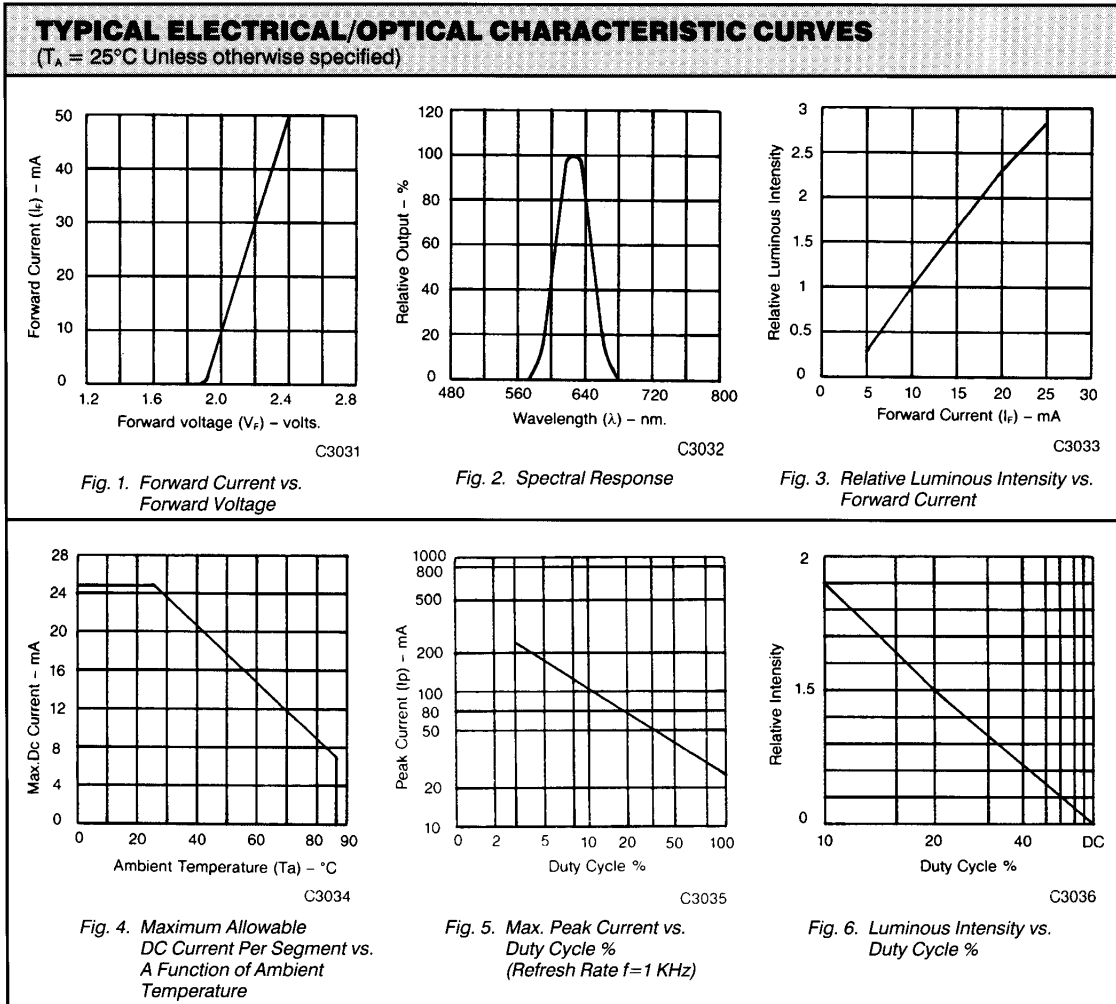 TYPICAL ELECTRICAL/OPTICAL CHARACTERISTIC CURVES
(TA = 25°C Unless otherwise specified)
50
40
30
20
10
0
Forward Current (IF) – mA
1.2 1.6 2.0 2.4 2.8
Forward voltage (VF) – volts.
C3031
Fig. 1. Forward Current vs.
Forward Voltage
120
100
80
60
40
20
0
Relative Output – %
480 560 640 720 800
Wavelength (λ) – nm.
C3032
Fig. 2. Spectral Response
3
2.5
2
1.5
1
0.5
0
Relative Luminous Intensity
0 5 10 15 20 25 30
Forward Current (IF) – mA
C3033
Fig. 3. Relative Luminous Intensity vs.
Forward Current
28
24
20
16
12
8
4
0
Max.Dc Current – mA
0 20 40 60 80 90
Ambient Temperature (Ta) – °C
C3034
Fig. 4. Maximum Allowable
DC Current Per Segment vs.
A Function of Ambient
Temperature
1000
800
500
200
100
80
50
20
10
Peak Current (Ip) – mA
0 2 5 10 20 50 100
Duty Cycle %
C3035
Fig. 5. Max. Peak Current vs.
Duty Cycle %
(Refresh Rate f=1 KHz)
2
1.5
0
Relative Intensity
10 20 40 DC
Duty Cycle %
C3036
Fig. 6. Luminous Intensity vs.
Duty Cycle %